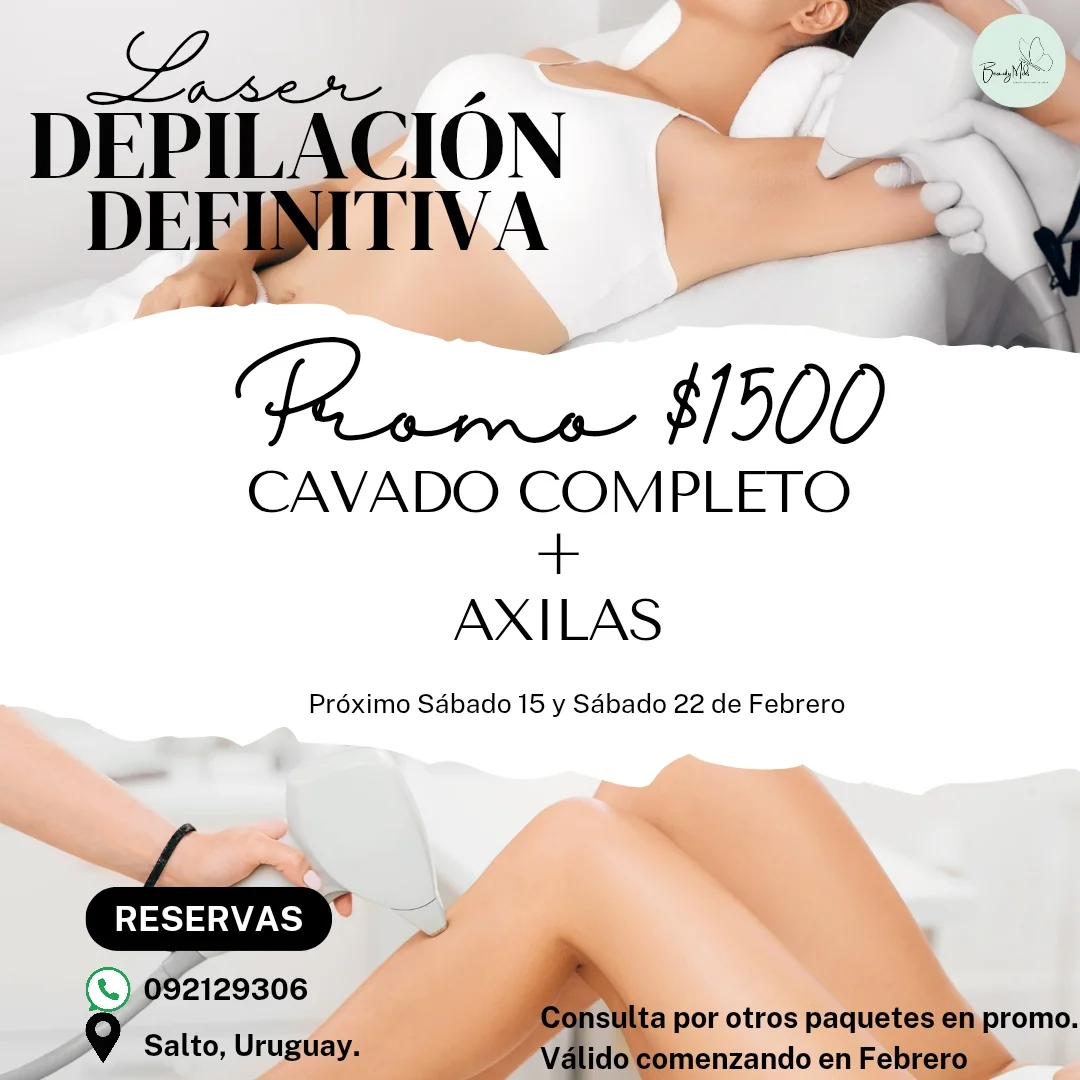 Laser
DEPILACIÓN
DEFINITIVA
Promo $1500
CAVADO COMPLETO
+
AXILAS
Próximo Sábado 15 y Sábado 22 de Febrero
RESERVAS
092129306
Salto, Uruguay.
Consulta por otros paquetes en promo.
Válido comenzando en Febrero